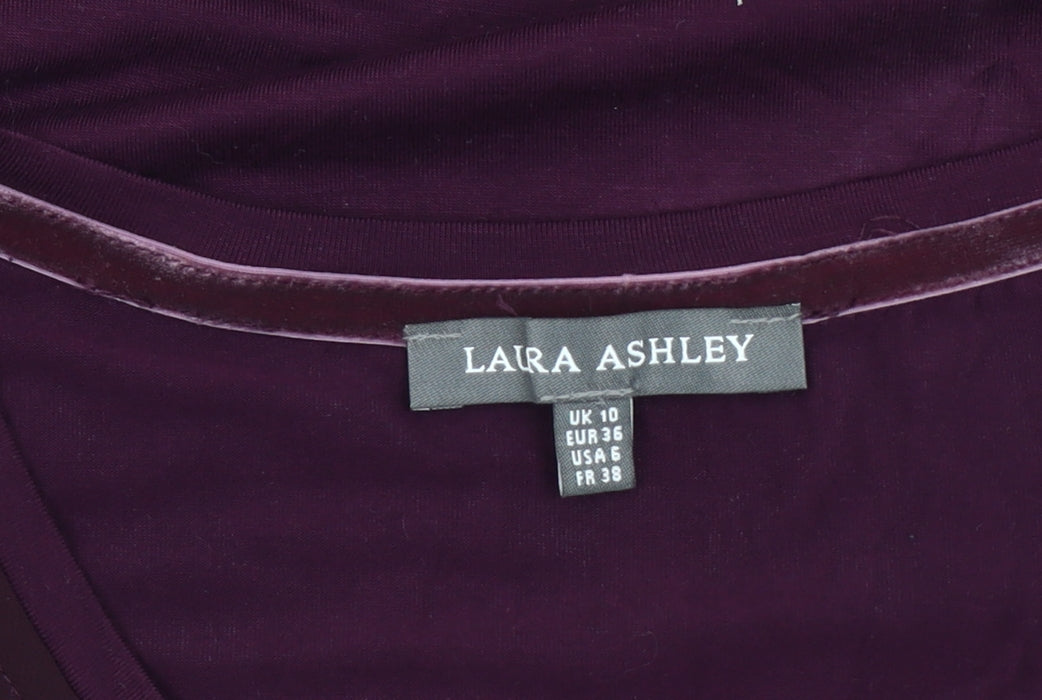 LAURA ASHLEY
UK 10
EUR 36
USA 6
FR 38